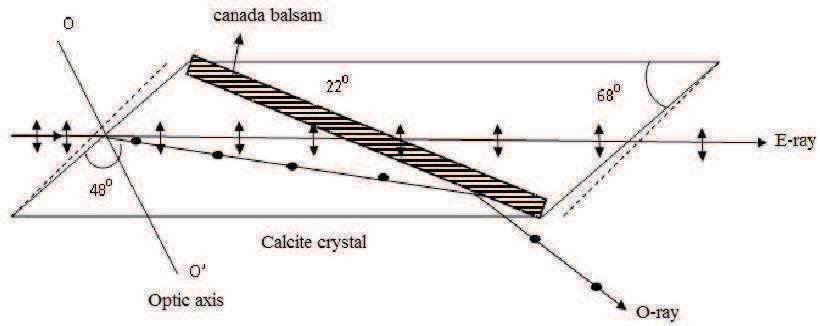 canada balsam
O
22⁰
68⁰
E-ray
48⁰
Calcite crystal
O'
Optic axis
O-ray